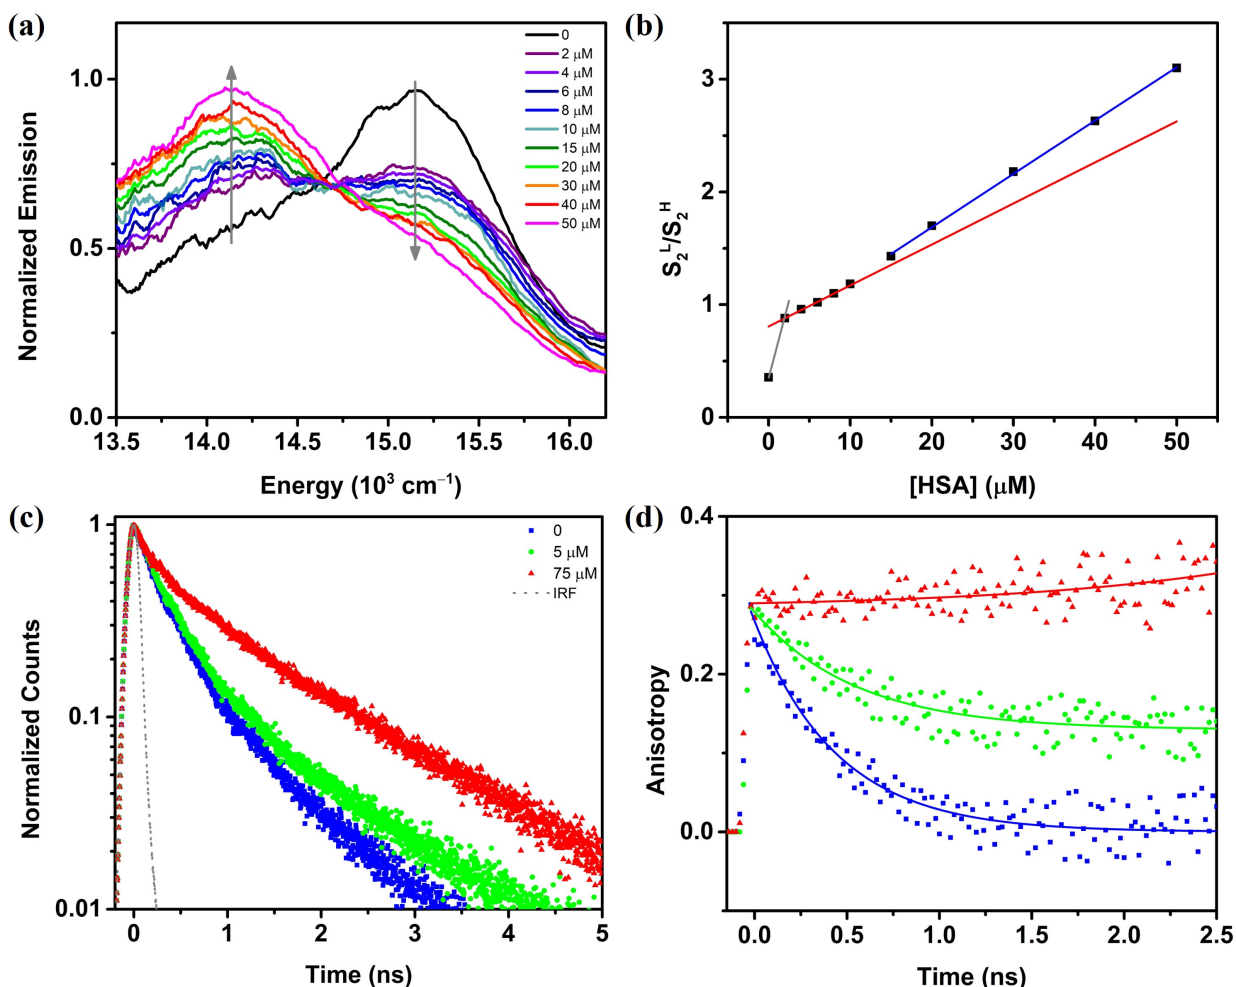 (a)
1.0
0.5
0.0
Normalized Emission
13.5 14.0 14.5 15.0 15.5 16.0
Energy (10³ cm⁻¹)
0
2 μM
4 μM
6 μM
8 μM
10 μM
15 μM
20 μM
30 μM
40 μM
50 μM
(b)
3
2
1
0
S₂ᴸ/S₂ᴴ
0 10 20 30 40 50
[HSA] (μM)
(c)
1
0.1
0.01
Normalized Counts
0 1 2 3 4 5
Time (ns)
0
5 μM
75 μM
IRF
(d)
0.4
0.2
0.0
Anisotropy
0.0 0.5 1.0 1.5 2.0 2.5
Time (ns)